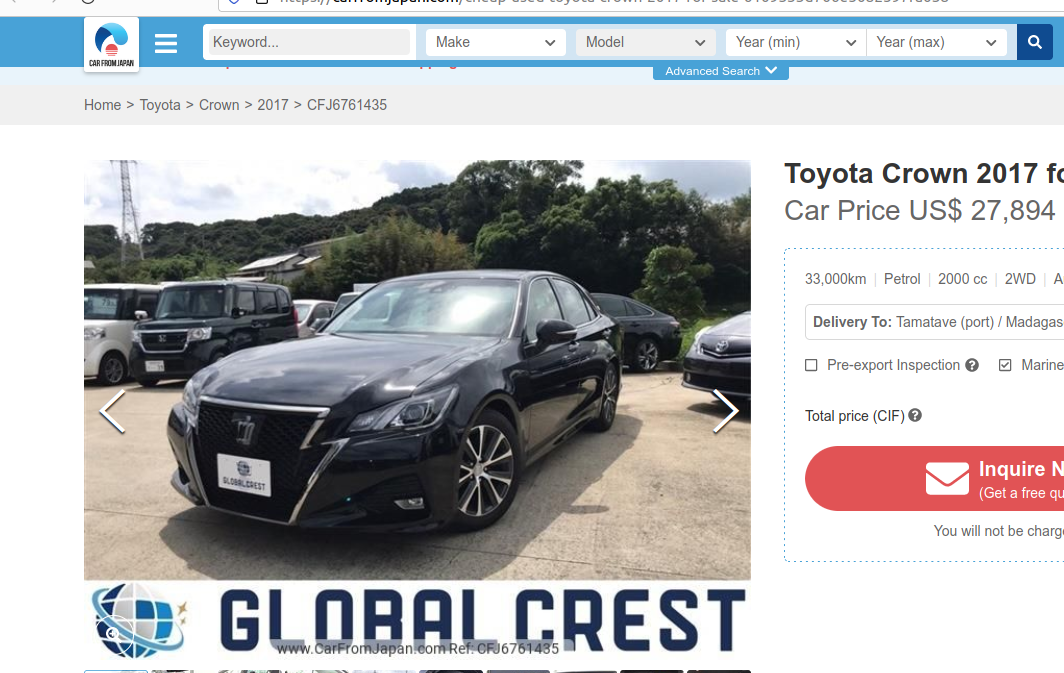 CAR FROM JAPAN
Keyword...
Make
Model
Year (min)
Year (max)
Advanced Search
Home > Toyota > Crown > 2017 > CFJ6761435
Toyota Crown 2017 fo
Car Price US$ 27,894
33,000km | Petrol | 2000 cc | 2WD | A
Delivery To: Tamatave (port) / Madagas
Pre-export Inspection
Marine
Total price (CIF)
Inquire N
(Get a free qu
You will not be charge
GLOBALCREST
GLOBAL CREST
www.CarFromJapan.com Ref: CFJ6761435